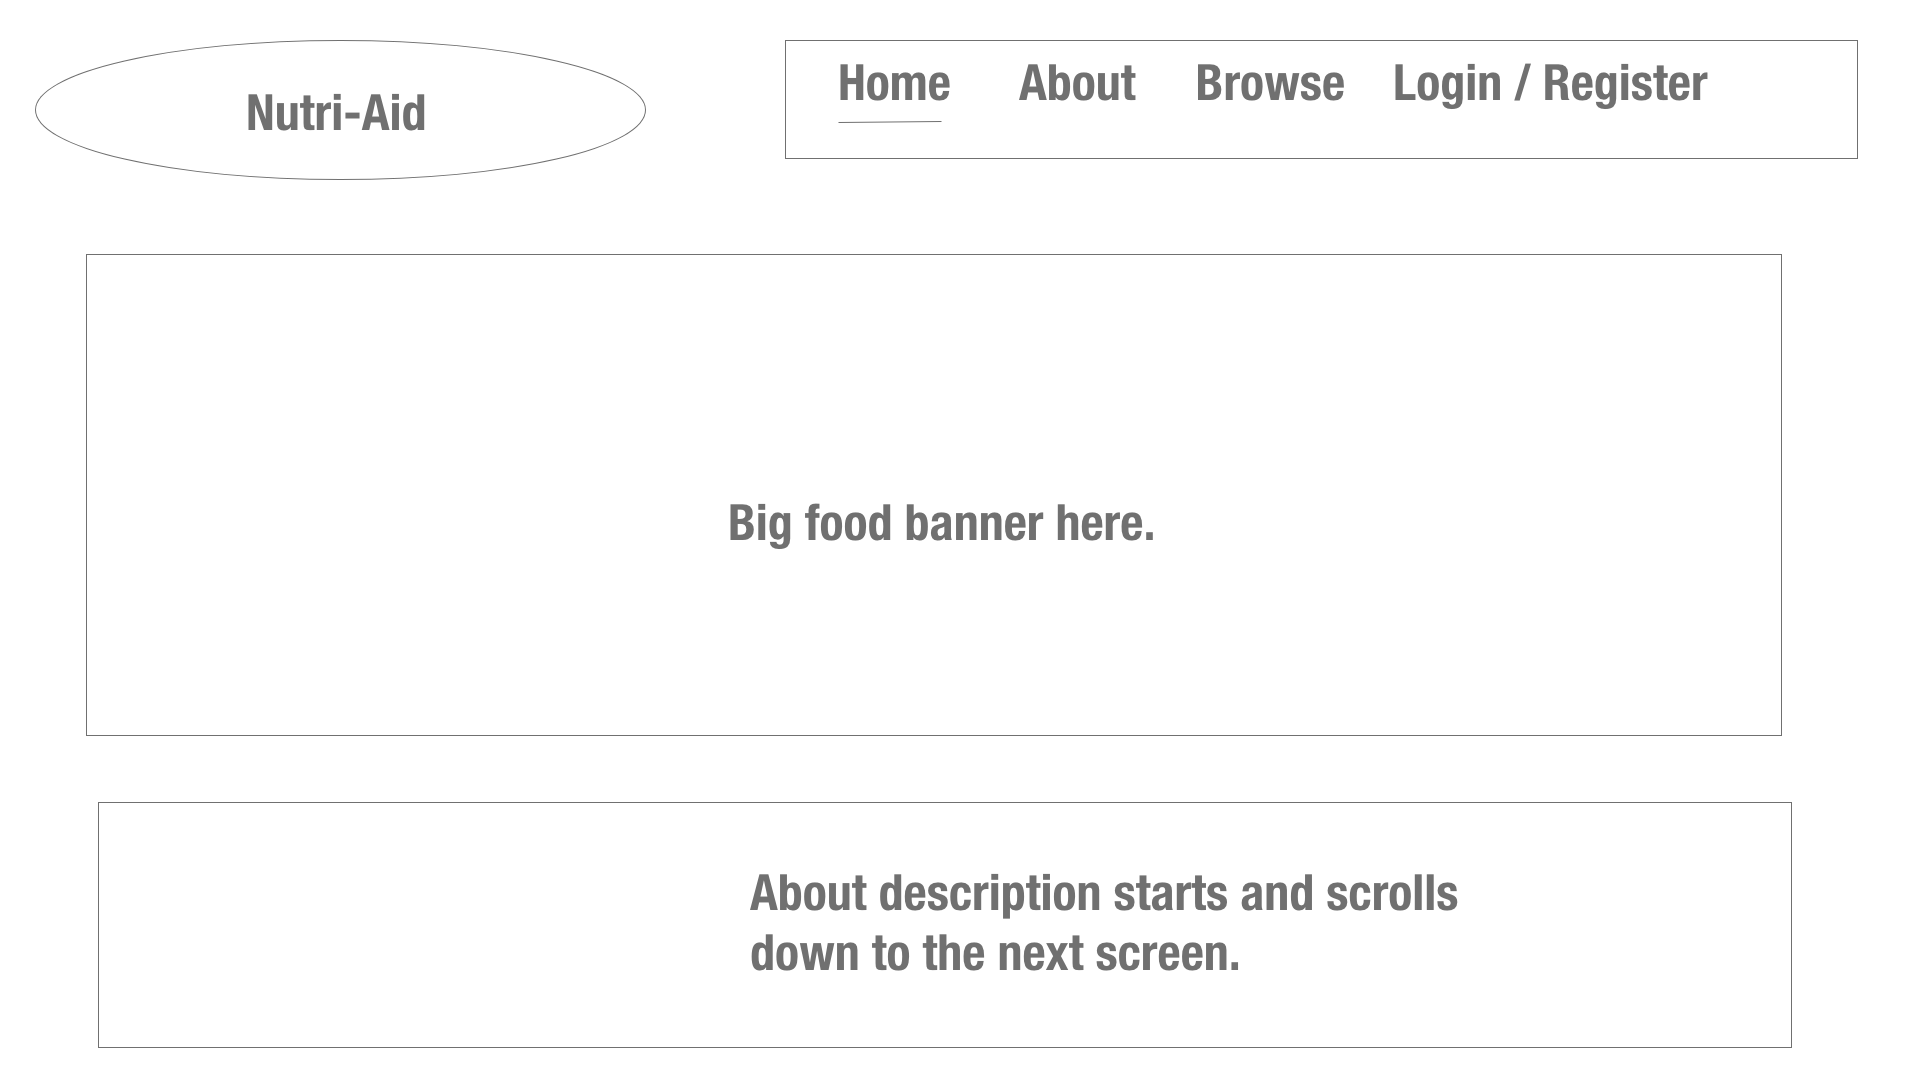 Nutri-Aid
Home About Browse Login / Register
Big food banner here.
About description starts and scrolls
down to the next screen.